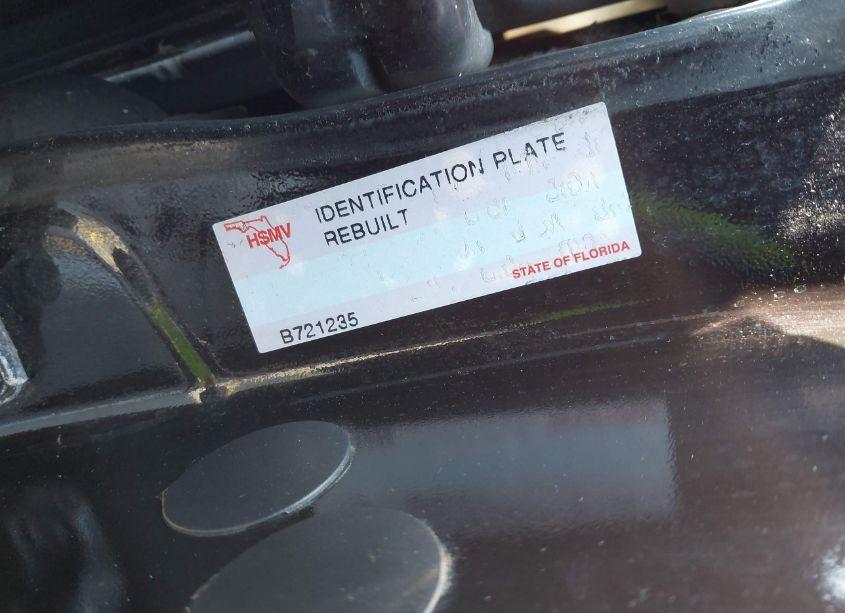 HSMV
IDENTIFICATION PLATE
REBUILT
STATE OF FLORIDA
B721235